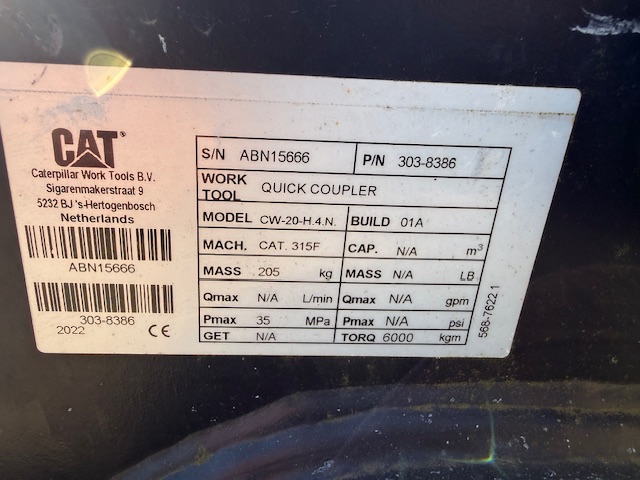 CAT®
Caterpillar Work Tools B.V.
Sigarenmakerstraat 9
5232 BJ 's-Hertogenbosch
Netherlands
ABN15666
303-8386
2022 CE
S/N ABN15666 P/N 303-8386
WORK TOOL QUICK COUPLER
MODEL CW-20-H.4.N. BUILD 01A
MACH. CAT. 315F CAP. N/A m³
MASS 205 kg MASS N/A LB
Qmax N/A L/min Qmax N/A gpm
Pmax 35 MPa Pmax N/A psi
GET N/A TORQ 6000 kgm
568-7622 1